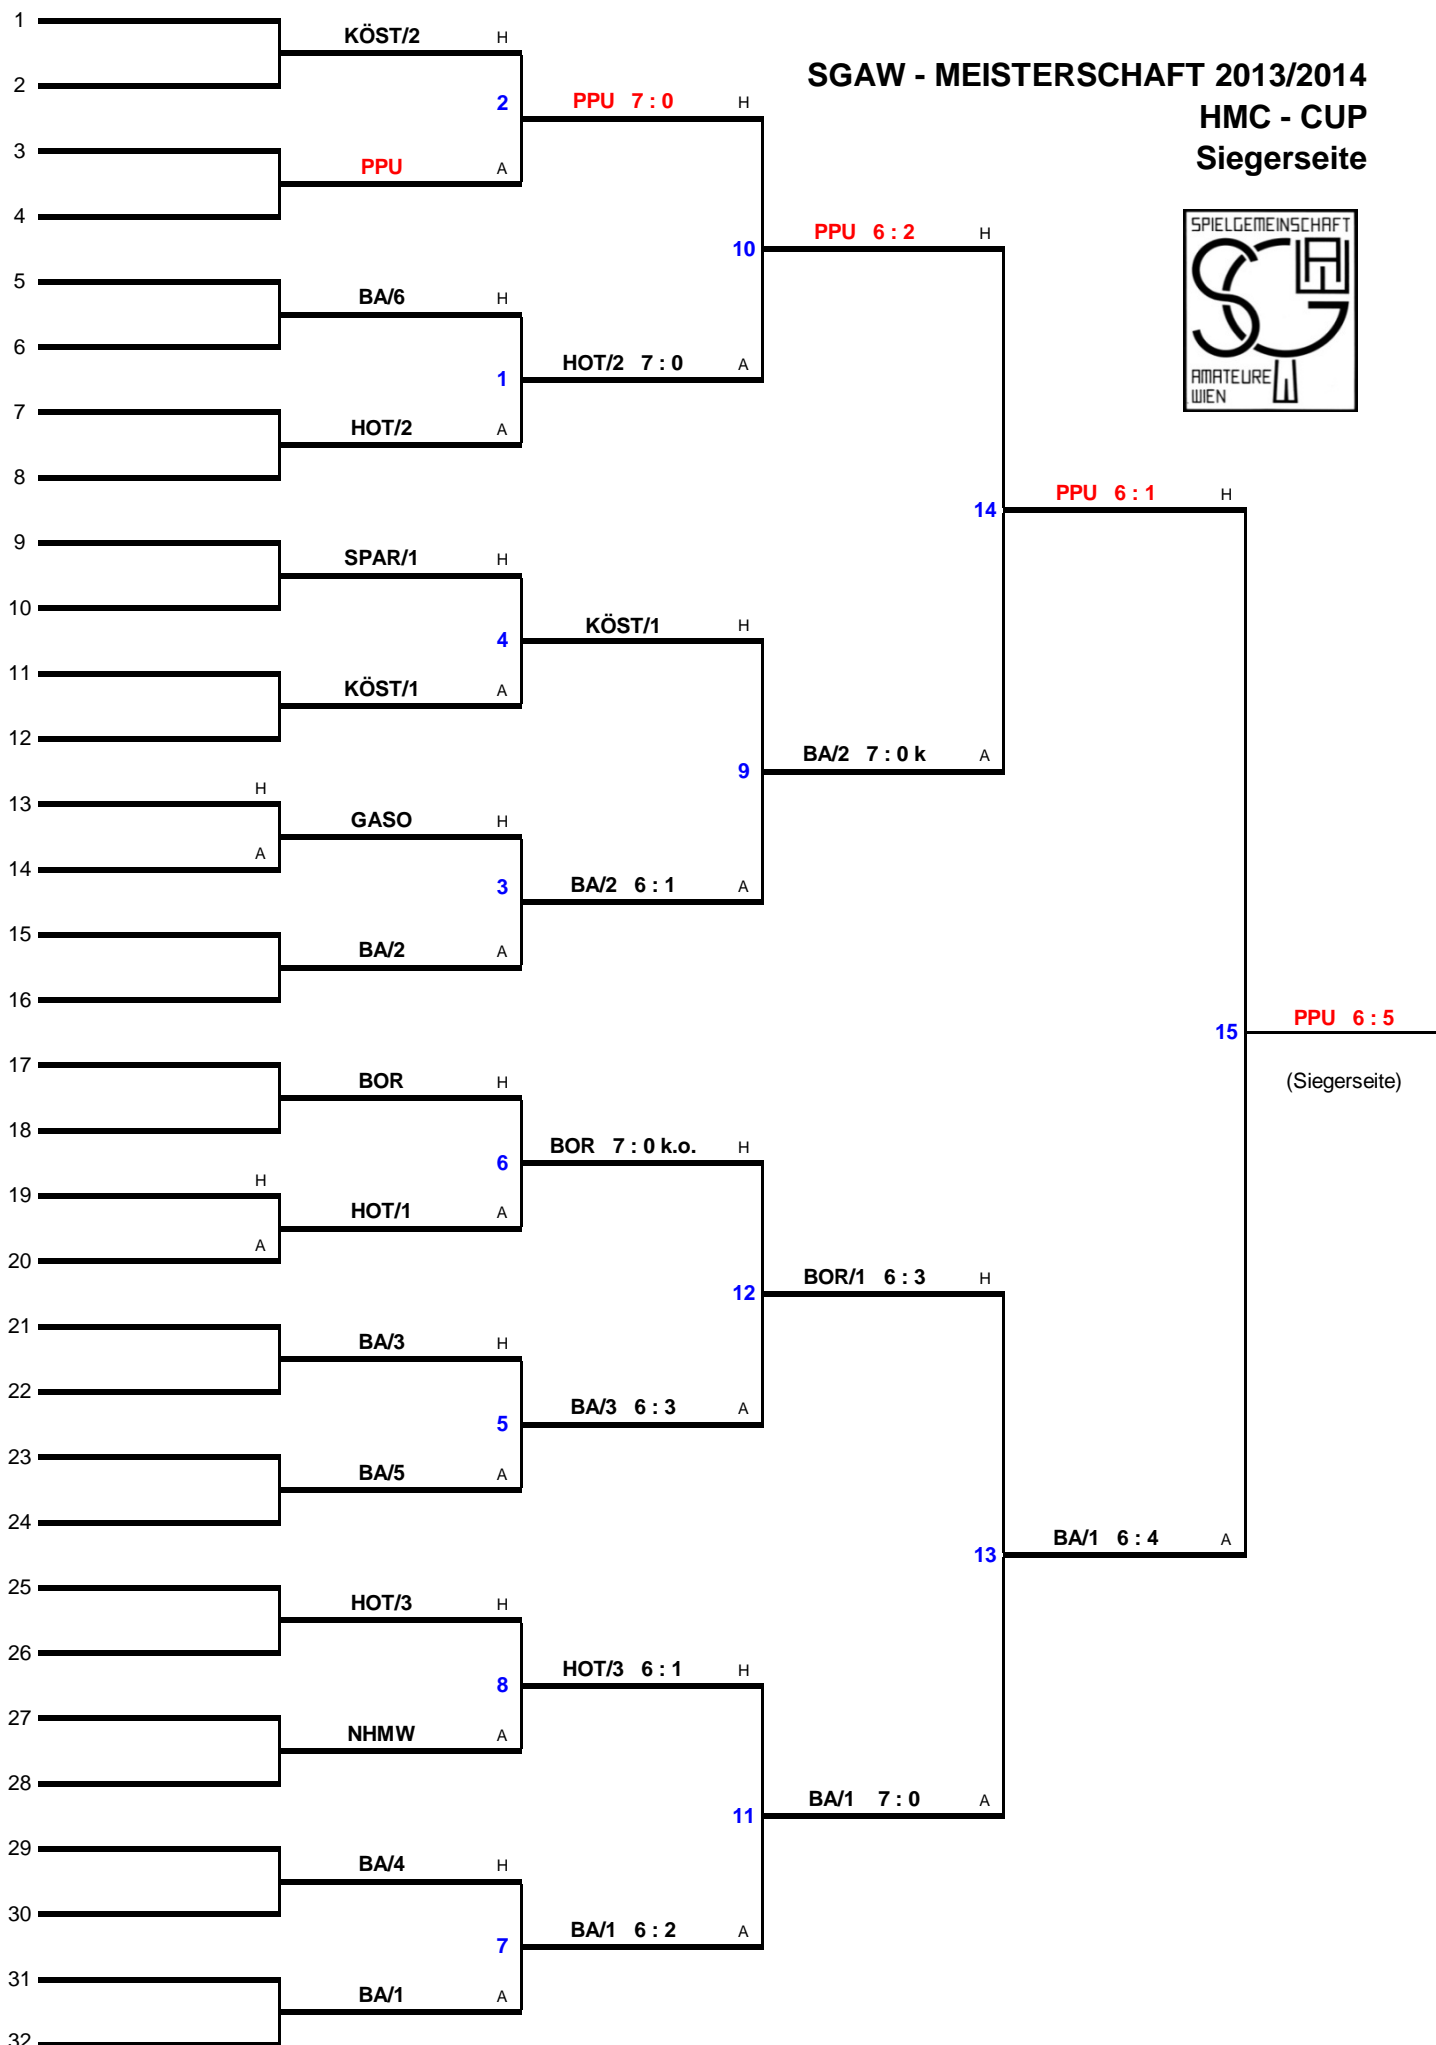 SGAW - MEISTERSCHAFT 2013/2014
HMC - CUP
Siegerseite
SPIELGEMEINSCHAFT
SG AW
AMATEURE
WIEN
1
KÖST/2 H
2
2 PPU 7 : 0 H
3
PPU A
4
10 PPU 6 : 2 H
5
BA/6 H
6
1 HOT/2 7 : 0 A
7
HOT/2 A
8
14 PPU 6 : 1 H
9
SPAR/1 H
10
4 KÖST/1 H
11
KÖST/1 A
12
9 BA/2 7 : 0 k A
13 H
GASO H
14 A
3 BA/2 6 : 1 A
15
BA/2 A
16
15 PPU 6 : 5
(Siegerseite)
17
BOR H
18
6 BOR 7 : 0 k.o. H
19 H
HOT/1 A
20 A
12 BOR/1 6 : 3 H
21
BA/3 H
22
5 BA/3 6 : 3 A
23
BA/5 A
24
13 BA/1 6 : 4 A
25
HOT/3 H
26
8 HOT/3 6 : 1 H
27
NHMW A
28
11 BA/1 7 : 0 A
29
BA/4 H
30
7 BA/1 6 : 2 A
31
BA/1 A
32